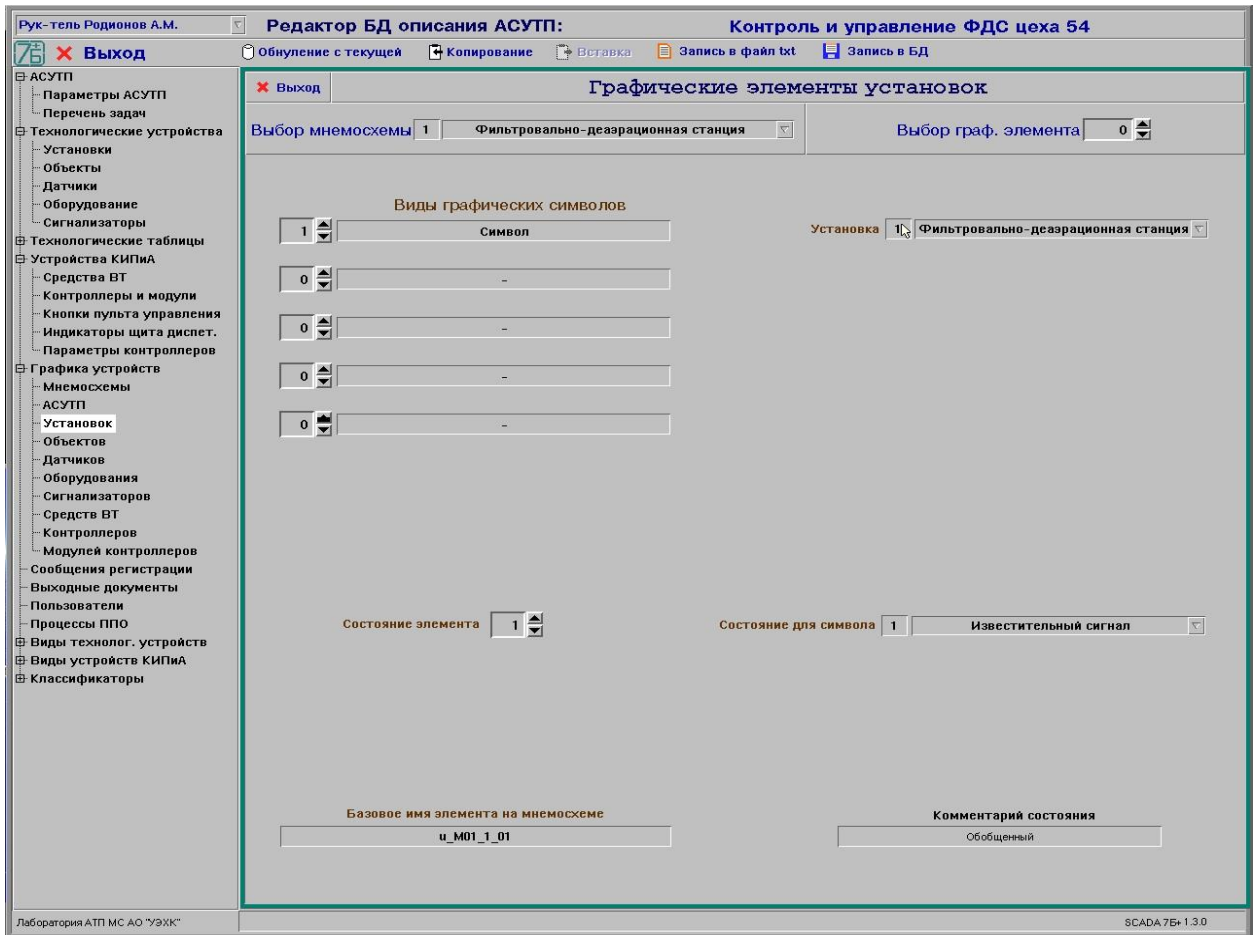 Рук-тель Родионов А.М.
Редактор БД описания АСУТП:
Контроль и управление ФДС цеха 54
7Б
Выход
Обнуление с текущей
Копирование
Вставка
Запись в файл txt
Запись в БД
АСУТП
Параметры АСУТП
Перечень задач
Технологические устройства
Установки
Объекты
Датчики
Оборудование
Сигнализаторы
Технологические таблицы
Устройства КИПиА
Средства ВТ
Контроллеры и модули
Кнопки пульта управления
Индикаторы щита диспет.
Параметры контроллеров
Графика устройств
Мнемосхемы
АСУТП
Установок
Объектов
Датчиков
Оборудования
Сигнализаторов
Средств ВТ
Контроллеров
Модулей контроллеров
Сообщения регистрации
Выходные документы
Пользователи
Процессы ППО
Виды технолог. устройств
Виды устройств КИПиА
Классификаторы
Выход
Графические элементы установок
Выбор мнемосхемы 1 Фильтровально-деаэрационная станция
Выбор граф. элемента 0
Виды графических символов
1 Символ
Установка 1 Фильтровально-деаэрационная станция
0 -
0 -
0 -
0 -
Состояние элемента 1
Состояние для символа 1 Известительный сигнал
Базовое имя элемента на мнемосхеме
u_M01_1_01
Комментарий состояния
Обобщенный
Лаборатория АТП МС АО "УЭХК"
SCADA 7Б+ 1.3.0